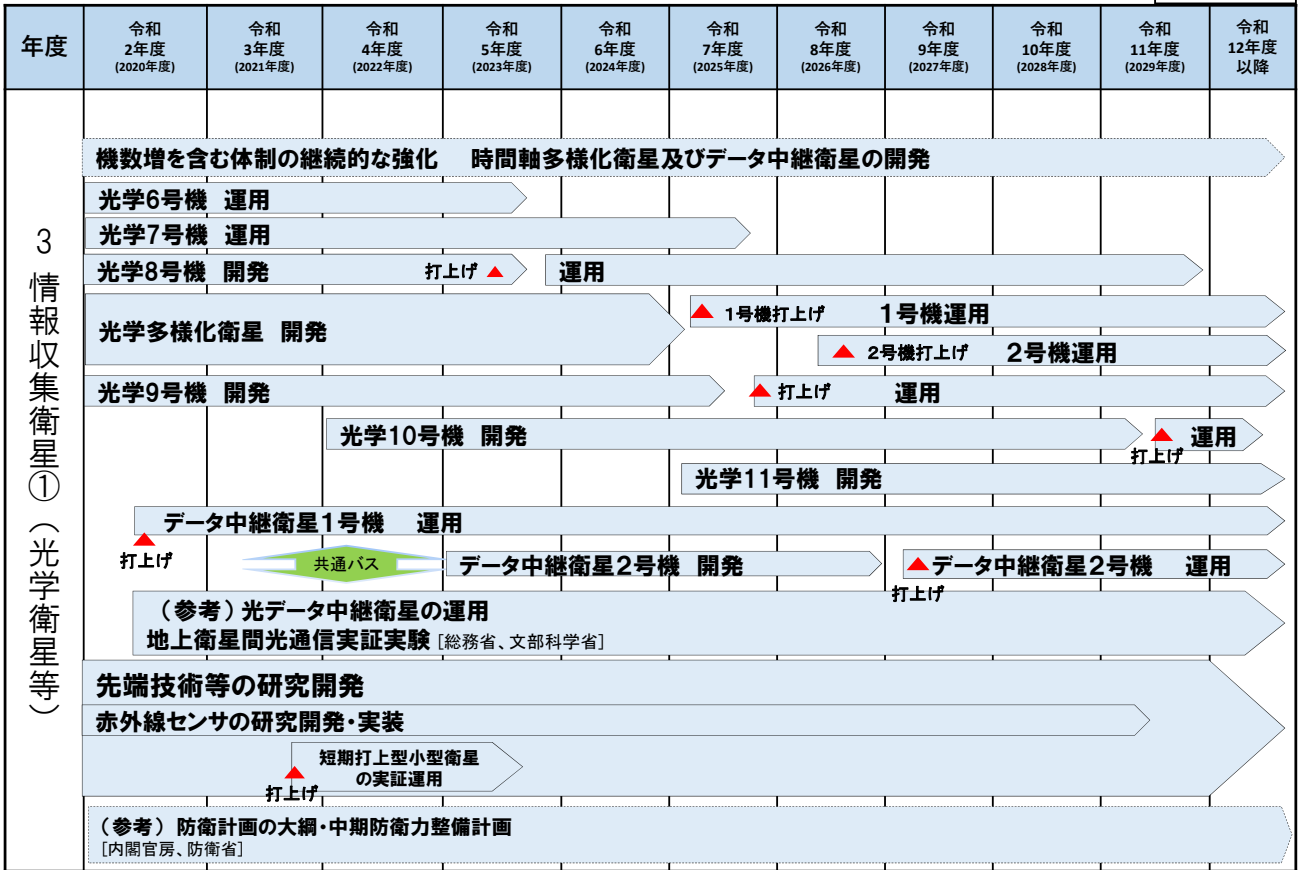 年度
令和
2年度
(2020年度)
令和
3年度
(2021年度)
令和
4年度
(2022年度)
令和
5年度
(2023年度)
令和
6年度
(2024年度)
令和
7年度
(2025年度)
令和
8年度
(2026年度)
令和
9年度
(2027年度)
令和
10年度
(2028年度)
令和
11年度
(2029年度)
令和
12年度
以降
3 情報収集衛星①（光学衛星等）
機数増を含む体制の継続的な強化 時間軸多様化衛星及びデータ中継衛星の開発
光学6号機 運用
光学7号機 運用
光学8号機 開発 打上げ 運用
光学多様化衛星 開発
1号機打上げ 1号機運用
2号機打上げ 2号機運用
光学9号機 開発 打上げ 運用
光学10号機 開発 運用
打上げ
光学11号機 開発
データ中継衛星1号機 運用
打上げ
共通バス データ中継衛星2号機 開発 データ中継衛星2号機 運用
打上げ
（参考）光データ中継衛星の運用
地上衛星間光通信実証実験 [総務省、文部科学省]
先端技術等の研究開発
赤外線センサの研究開発・実装
短期打上型小型衛星
の実証運用
打上げ
（参考） 防衛計画の大綱・中期防衛力整備計画
[内閣官房、防衛省]